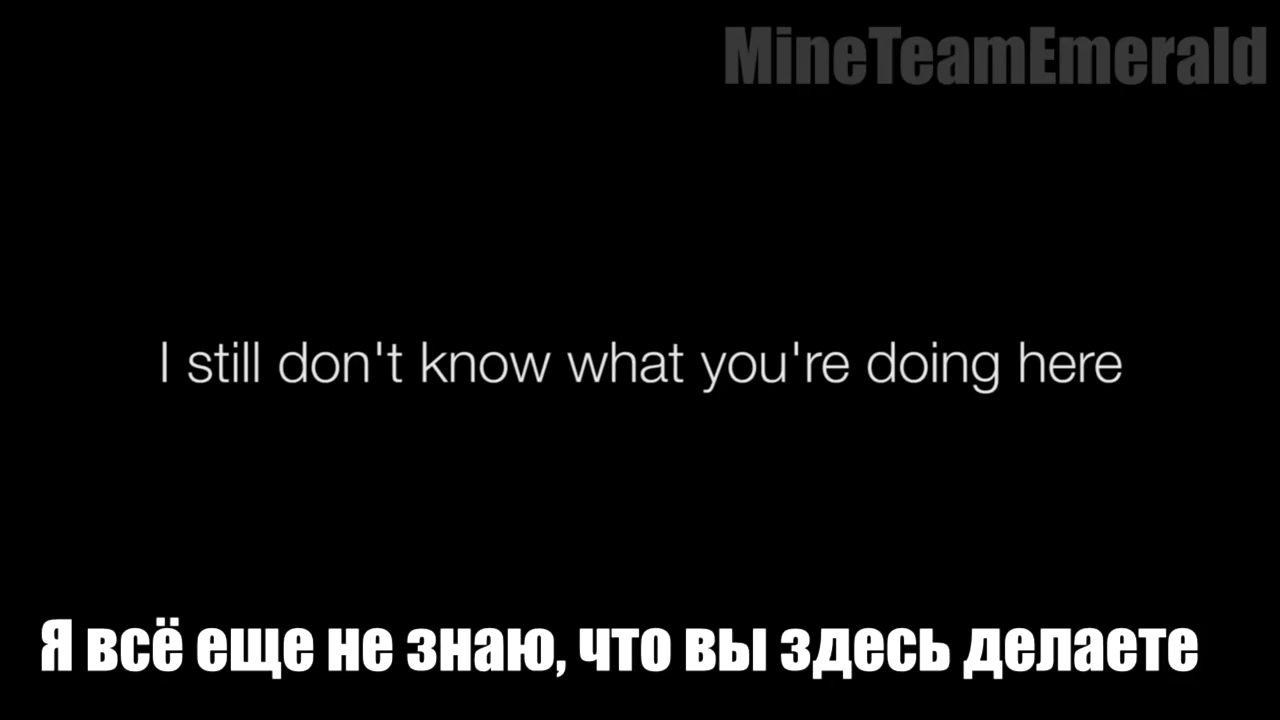 MineTeamEmerald
I still don't know what you're doing here
Я всё еще не знаю, что вы здесь делаете